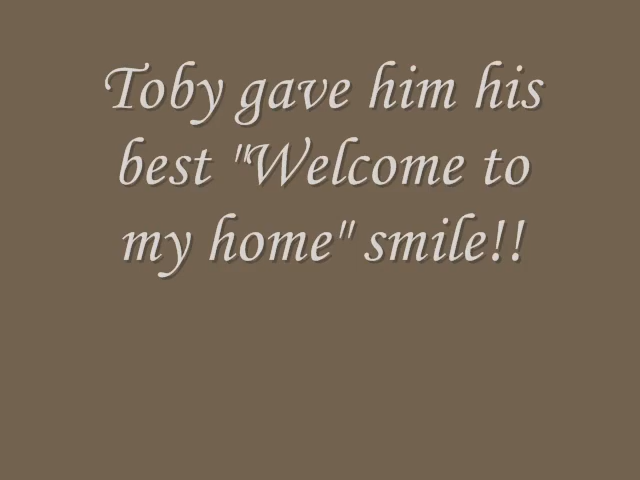 Toby gave him his
best "Welcome to
my home" smile!!